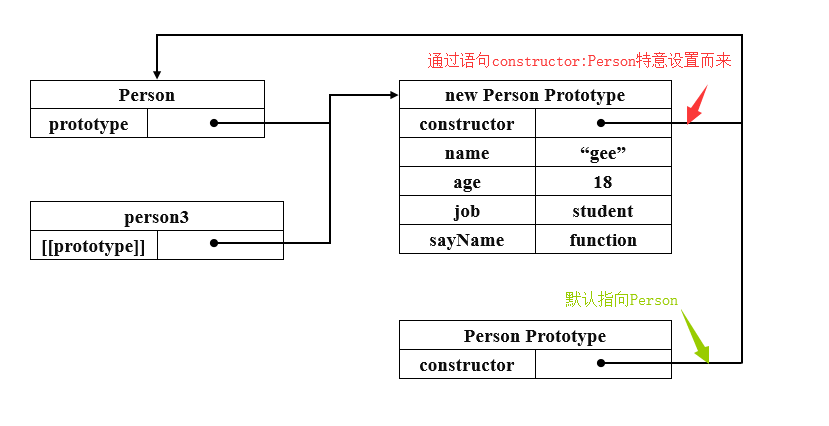 通过语句constructor:Person特意设置而来
Person
prototype
new Person Prototype
constructor
name “gee”
age 18
job student
sayName function
person3
[[prototype]]
默认指向Person
Person Prototype
constructor